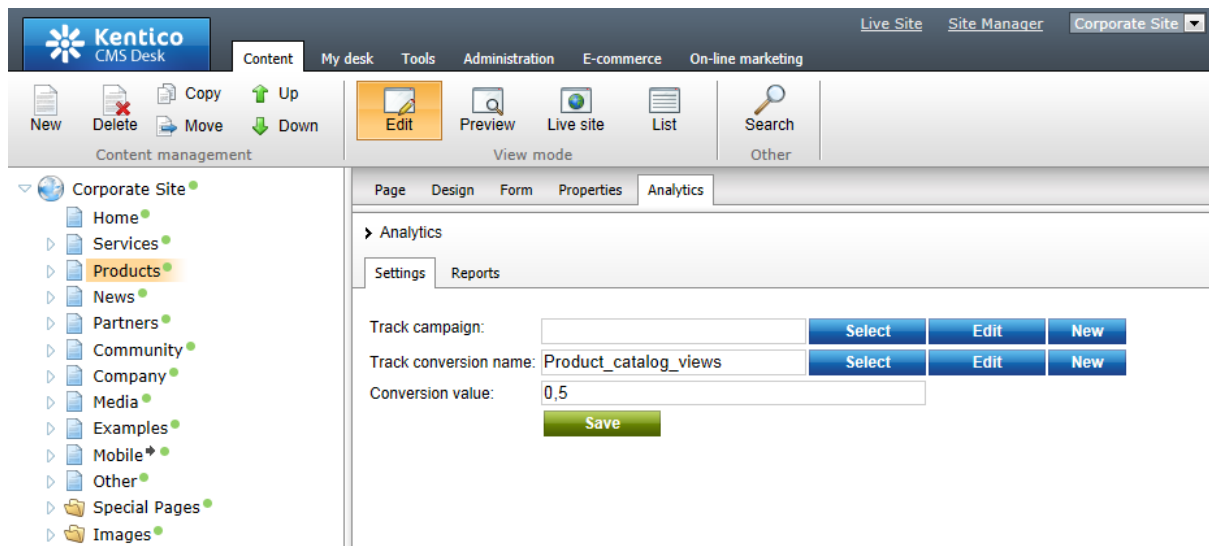 Live Site Site Manager Corporate Site
Kentico
CMS Desk
Content My desk Tools Administration E-commerce On-line marketing
New Delete Copy Move Up Down
Content management
Edit Preview Live site List
View mode
Search
Other
Corporate Site
Home
Services
Products
News
Partners
Community
Company
Media
Examples
Mobile
Other
Special Pages
Images
Page Design Form Properties Analytics
Analytics
Settings Reports
Track campaign: Select Edit New
Track conversion name: Product_catalog_views Select Edit New
Conversion value: 0,5
Save